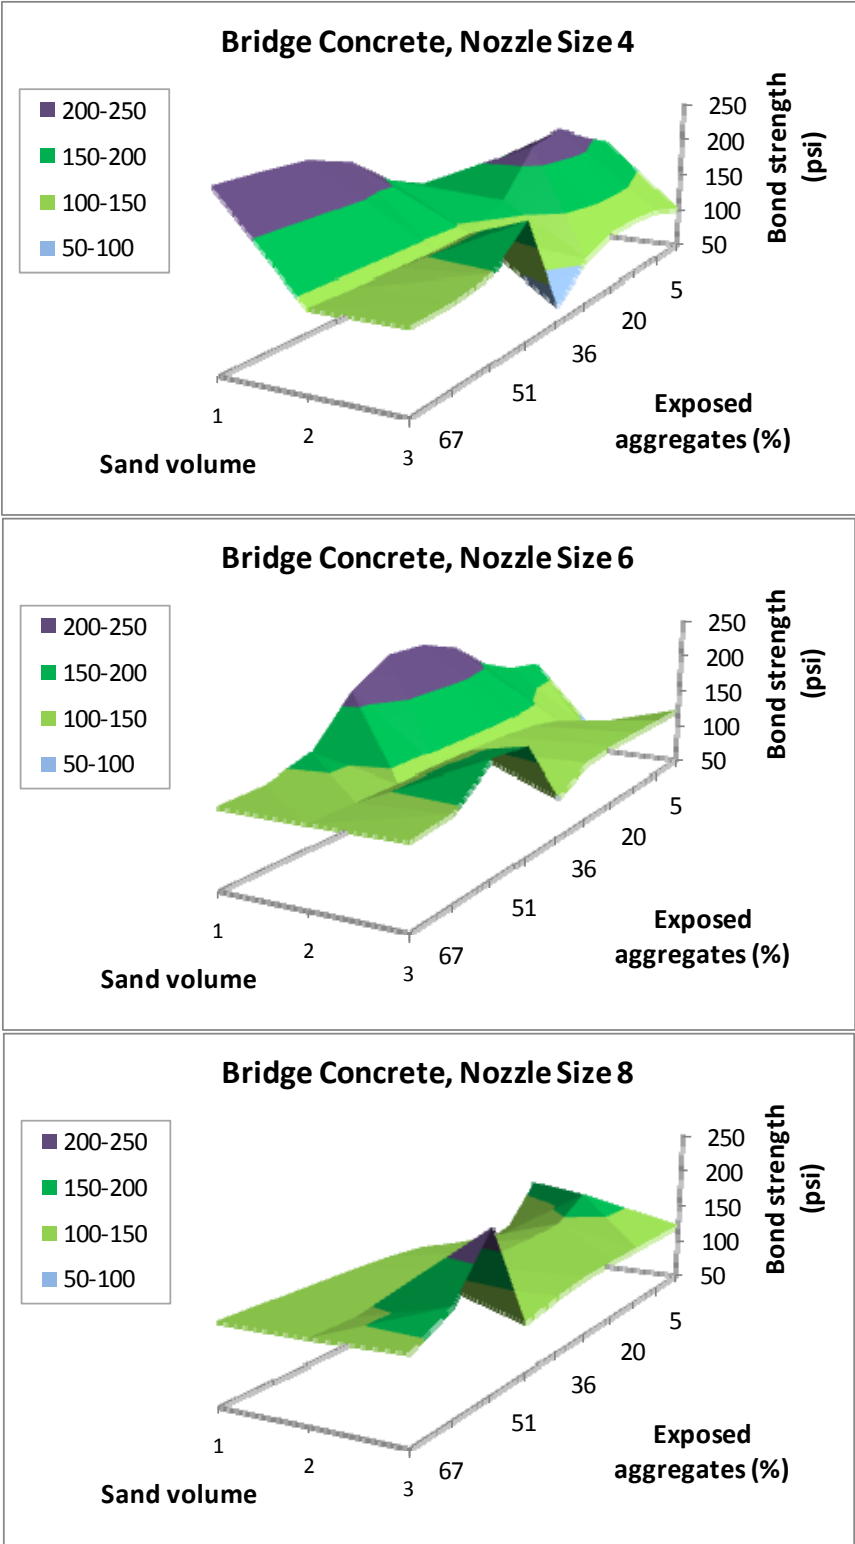 Bridge Concrete, Nozzle Size 4
200-250
150-200
100-150
50-100
250
200
150
100
50
Bond strength
(psi)
5
20
36
51
67
Exposed
aggregates (%)
1
2
3
Sand volume
Bridge Concrete, Nozzle Size 6
200-250
150-200
100-150
50-100
250
200
150
100
50
Bond strength
(psi)
5
20
36
51
67
Exposed
aggregates (%)
1
2
3
Sand volume
Bridge Concrete, Nozzle Size 8
200-250
150-200
100-150
50-100
250
200
150
100
50
Bond strength
(psi)
5
20
36
51
67
Exposed
aggregates (%)
1
2
3
Sand volume